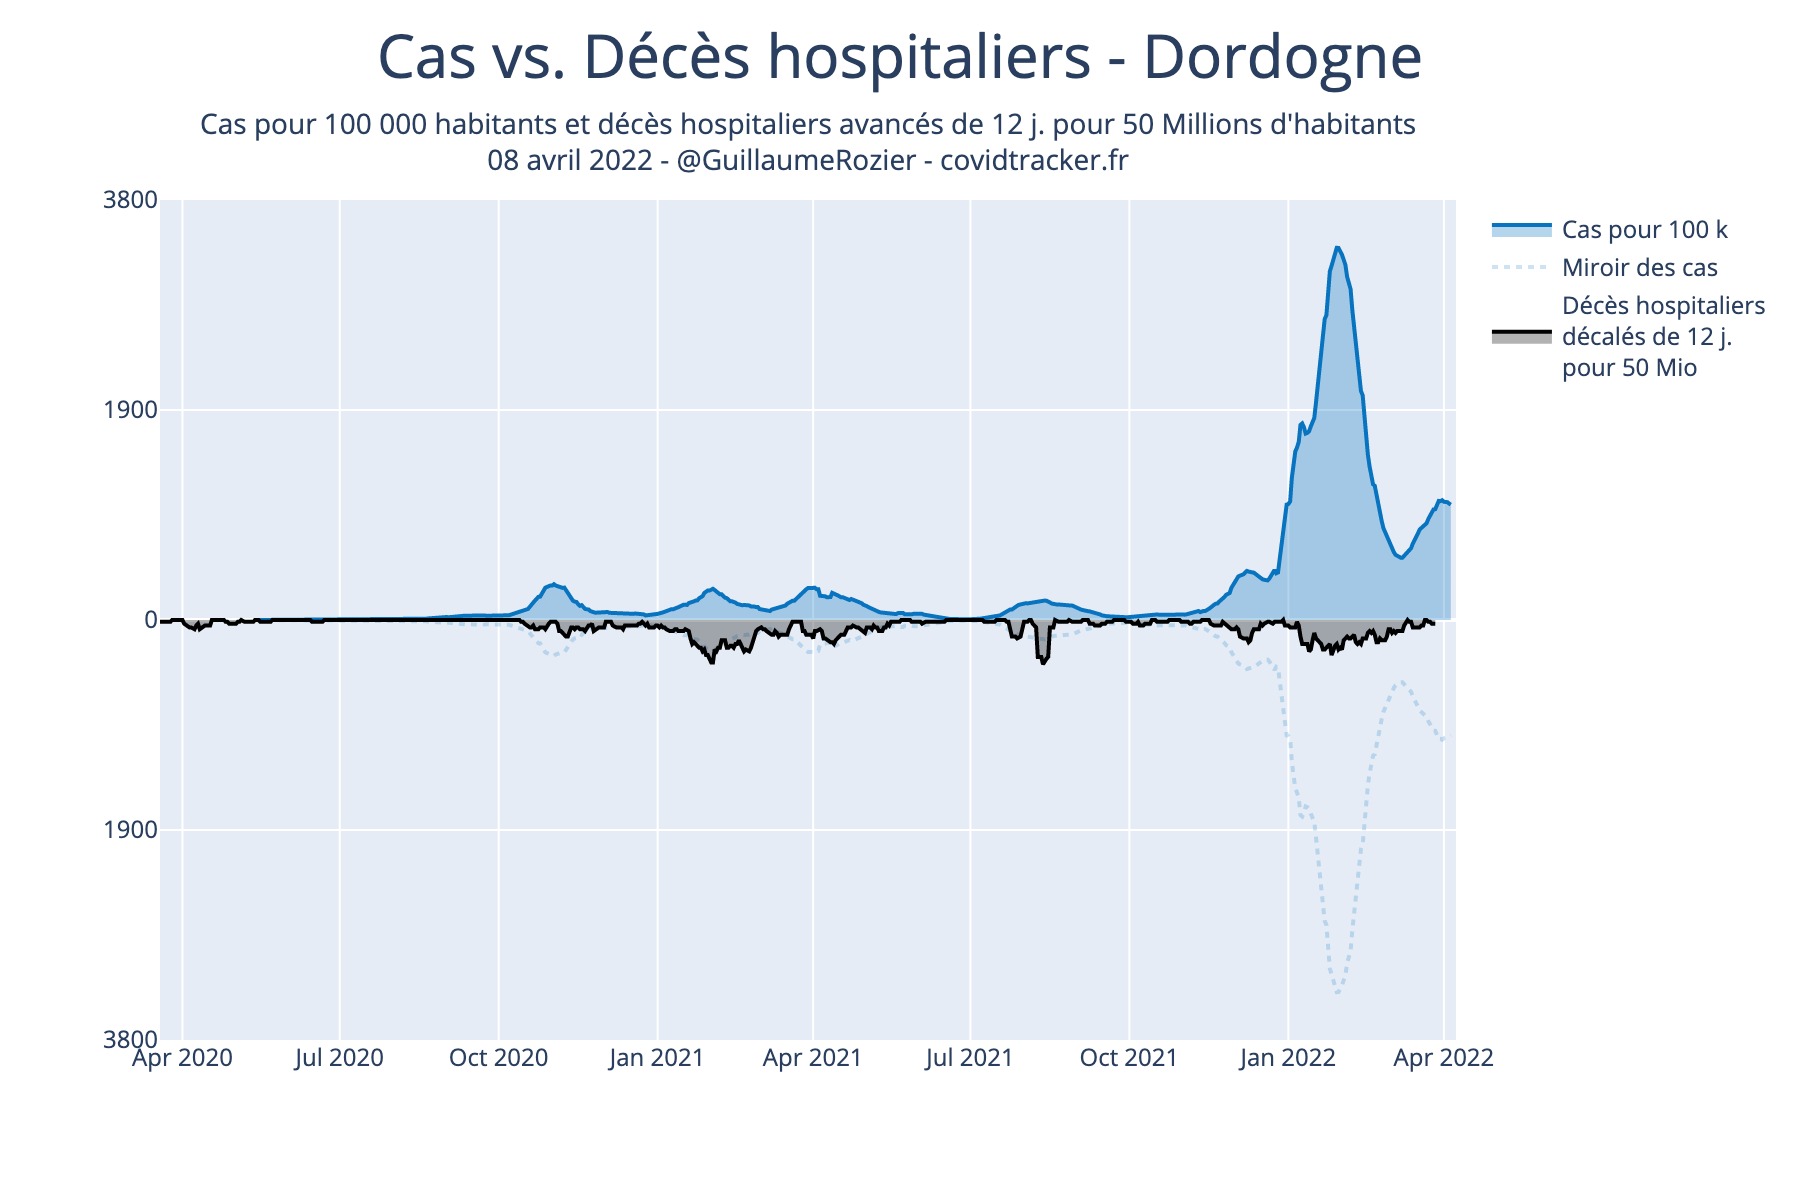 Cas vs. Décès hospitaliers - Dordogne
Cas pour 100 000 habitants et décès hospitaliers avancés de 12 j. pour 50 Millions d'habitants
08 avril 2022 - @GuillaumeRozier - covidtracker.fr
3800
1900
0
1900
3800
Apr 2020
Jul 2020
Oct 2020
Jan 2021
Apr 2021
Jul 2021
Oct 2021
Jan 2022
Apr 2022
Cas pour 100 k
Miroir des cas
Décès hospitaliers
décalés de 12 j.
pour 50 Mio